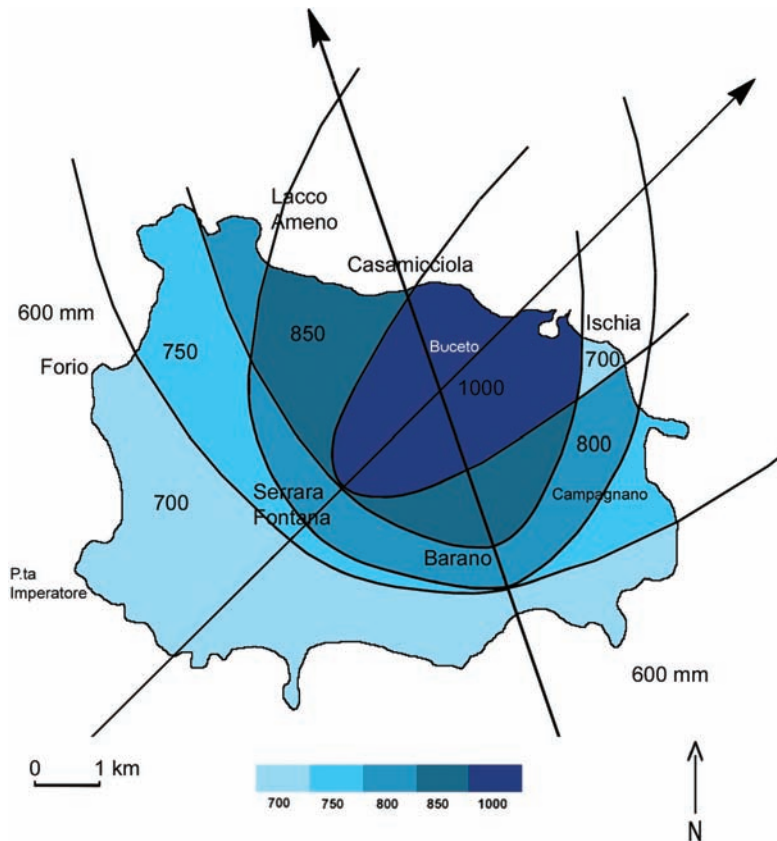 Lacco
Ameno
Casamicciola
600 mm
850
Ischia
750
Buceto
700
Forio
1000
800
Serrara
Fontana
Campagnano
700
Barano
P.ta
Imperatore
600 mm
0 1 km
700 750 800 850 1000
N